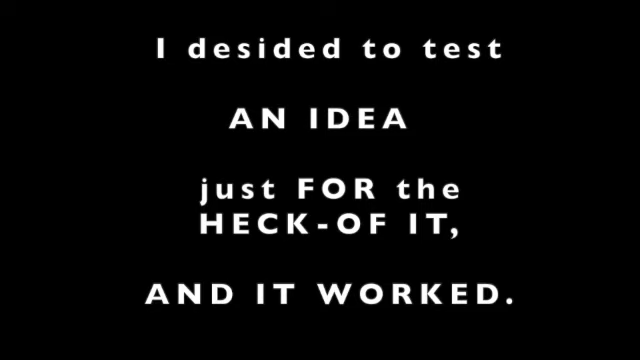 I desided to test
AN IDEA
just FOR the
HECK-OF IT,
AND IT WORKED.